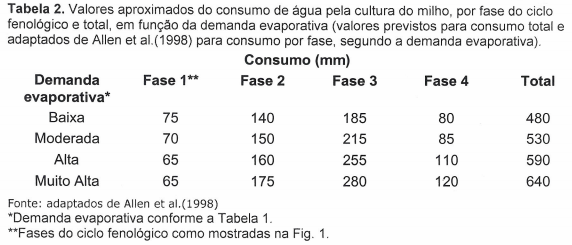 Tabela 2. Valores aproximados do consumo de água pela cultura do milho, por fase do ciclo
fenológico e total, em função da demanda evaporativa (valores previstos para consumo total e
adaptados de Allen et al.(1998) para consumo por fase, segundo a demanda evaporativa).
Consumo (mm)
Demanda evaporativa* Fase 1** Fase 2 Fase 3 Fase 4 Total
Baixa 75 140 185 80 480
Moderada 70 150 215 85 530
Alta 65 160 255 110 590
Muito Alta 65 175 280 120 640
Fonte: adaptados de Allen et al.(1998)
*Demanda evaporativa conforme a Tabela 1.
**Fases do ciclo fenológico como mostradas na Fig. 1.